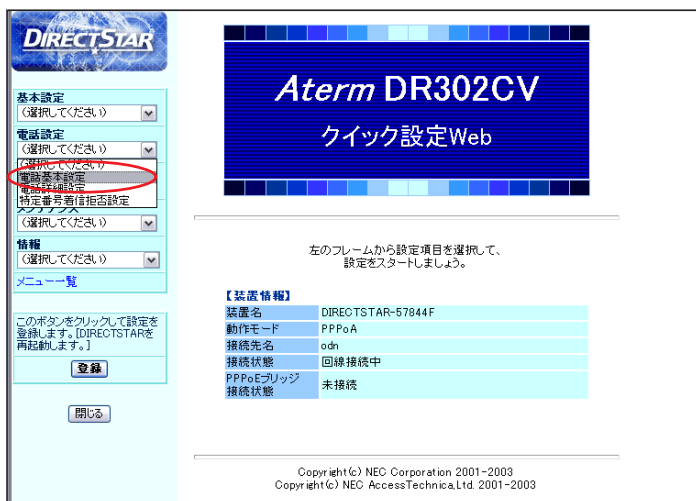 DIRECTSTAR
基本設定
(選択してください)
電話設定
(選択してください)
(選択してください)
電話基本設定
電話詳細設定
特定番号着信拒否設定
メンテナンス
(選択してください)
情報
(選択してください)
メニュー一覧
このボタンをクリックして設定を
登録します。[DIRECTSTARを
再起動します。]
登録
閉じる
Aterm DR302CV
クイック設定Web
左のフレームから設定項目を選択して、
設定をスタートしましょう。
【装置情報】
装置名 DIRECTSTAR-57844F
動作モード PPPoA
接続先名 odn
接続状態 回線接続中
PPPoEブリッジ
接続状態 未接続
Copyright(c) NEC Corporation 2001-2003
Copyright(c) NEC AccessTechnica,Ltd. 2001-2003